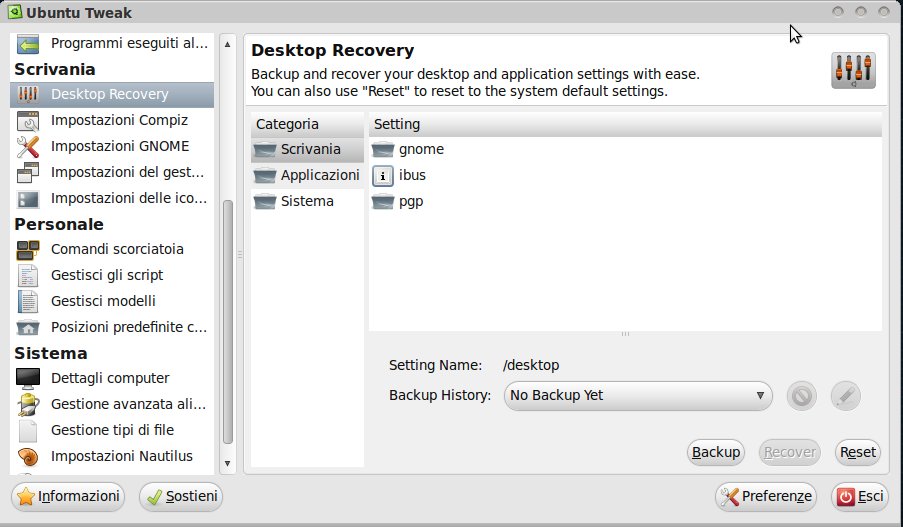 Ubuntu Tweak
Programmi eseguiti al...
Scrivania
Desktop Recovery
Impostazioni Compiz
Impostazioni GNOME
Impostazioni del gest...
Impostazioni delle ico...
Personale
Comandi scorciatoia
Gestisci gli script
Gestisci modelli
Posizioni predefinite c...
Sistema
Dettagli computer
Gestione avanzata ali...
Gestione tipi di file
Impostazioni Nautilus
Desktop Recovery
Backup and recover your desktop and application settings with ease.
You can also use "Reset" to reset to the system default settings.
Categoria
Scrivania
Applicazioni
Sistema
Setting
gnome
ibus
pgp
Setting Name: /desktop
Backup History: No Backup Yet
Backup Recover Reset
Informazioni Sostieni Preferenze Esci